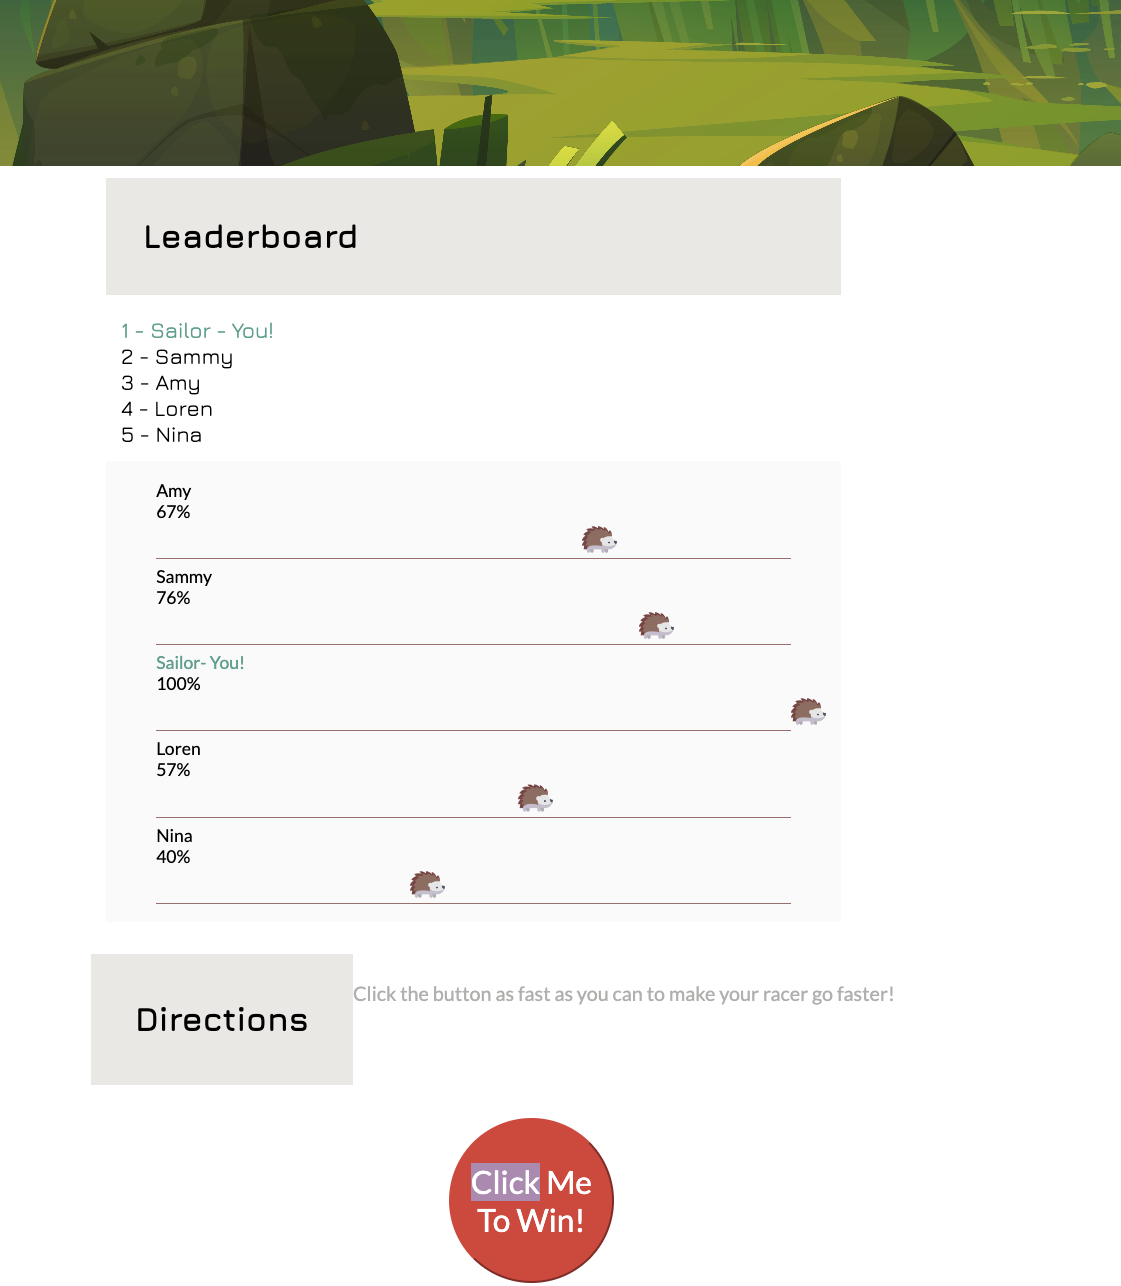 Leaderboard
1 - Sailor - You!
2 - Sammy
3 - Amy
4 - Loren
5 - Nina
Amy
67%
Sammy
76%
Sailor- You!
100%
Loren
57%
Nina
40%
Directions
Click the button as fast as you can to make your racer go faster!
Click Me
To Win!